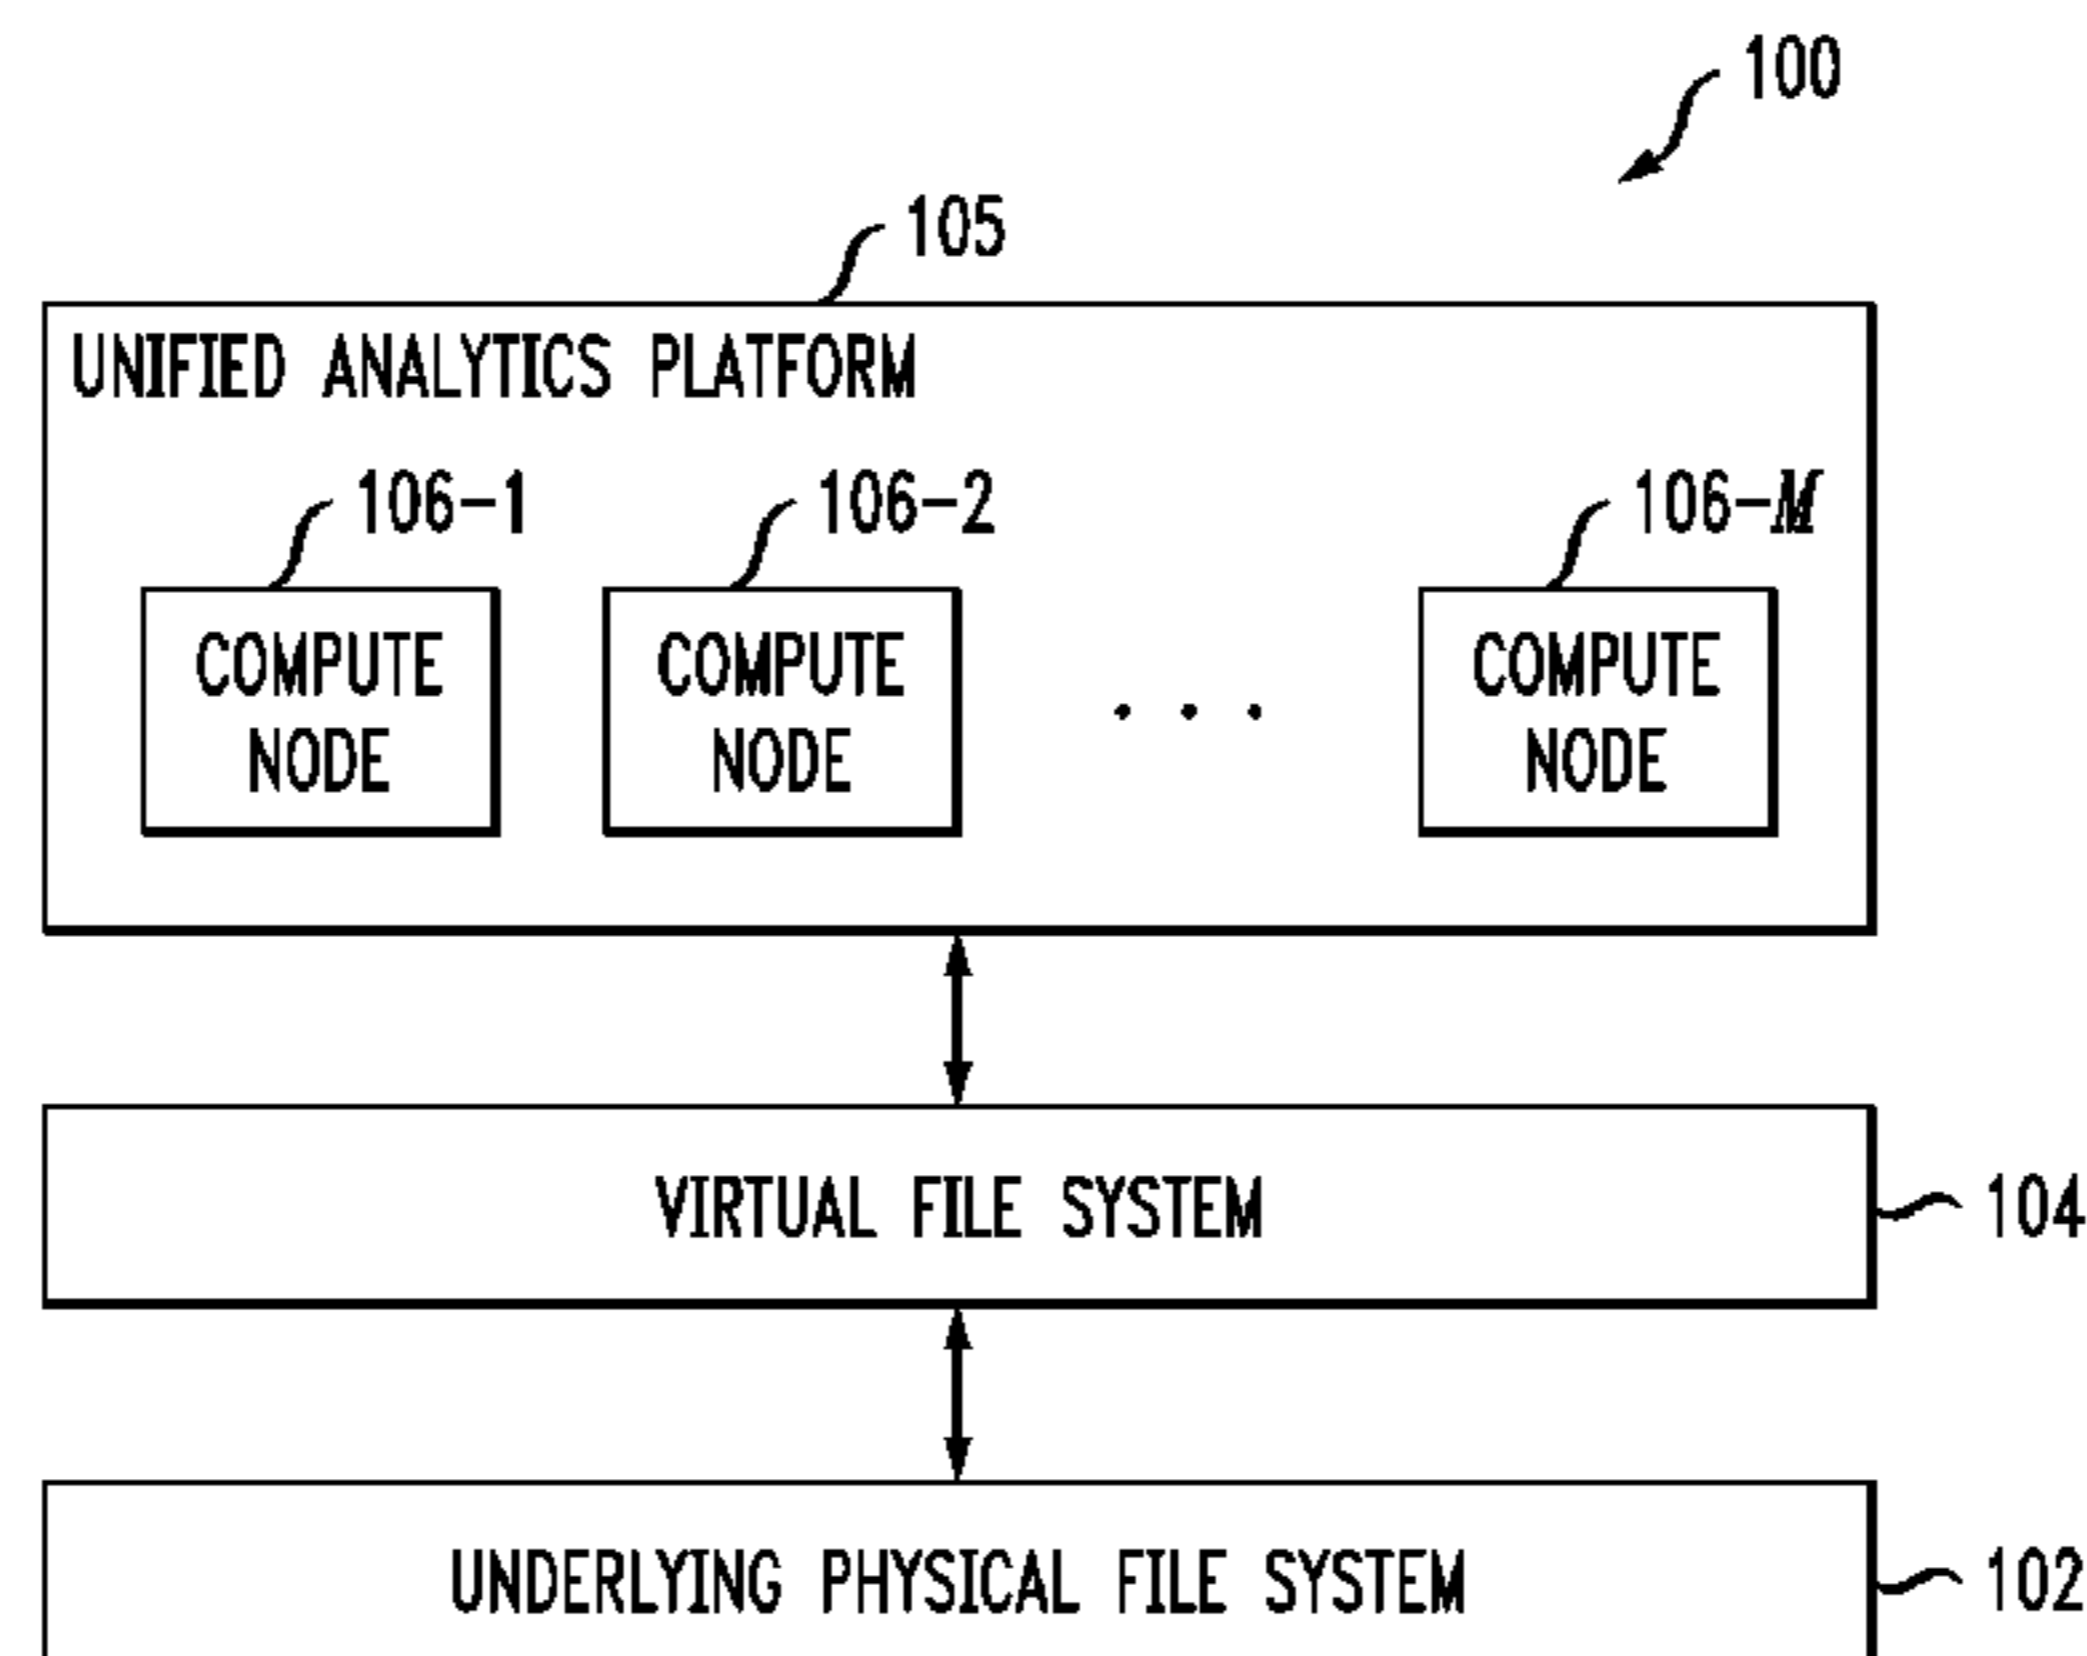 100
105
UNIFIED ANALYTICS PLATFORM
106-1
106-2
106-M
COMPUTE
NODE
COMPUTE
NODE
. . .
COMPUTE
NODE
VIRTUAL FILE SYSTEM
104
UNDERLYING PHYSICAL FILE SYSTEM
102